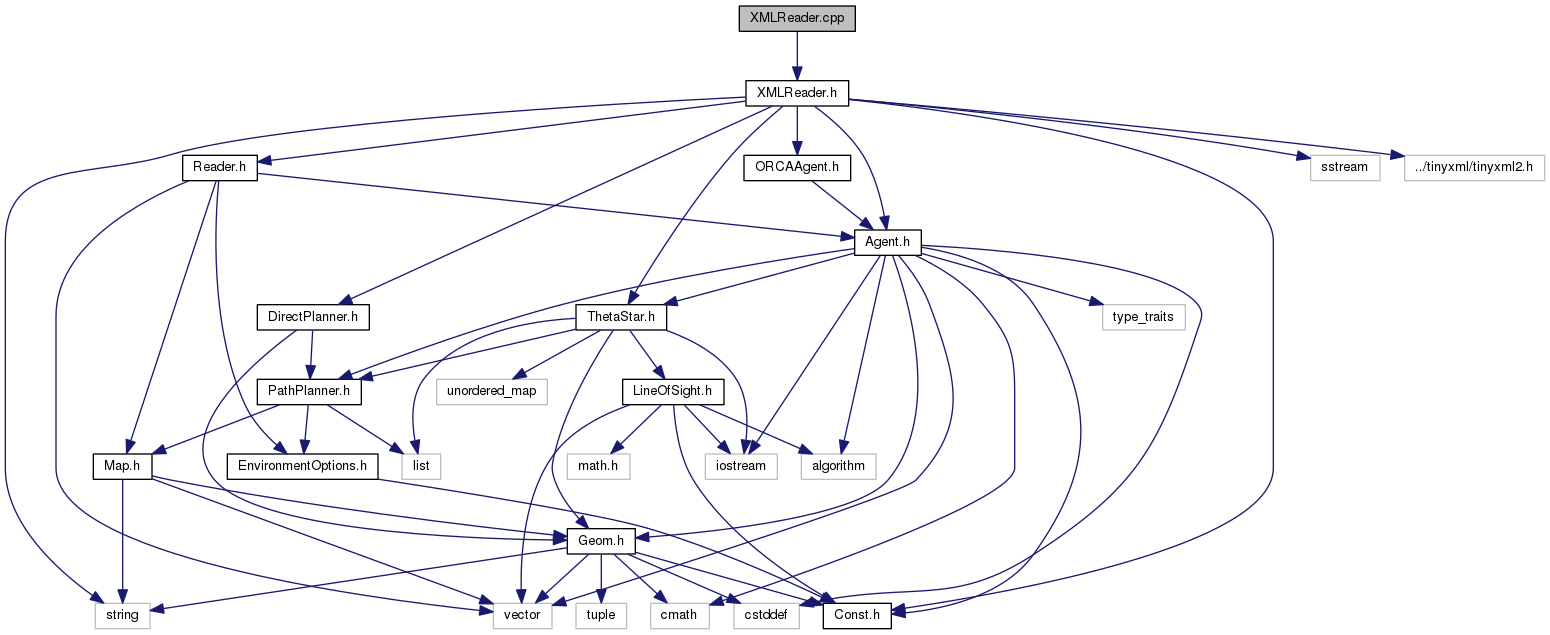 XMLReader.cpp
XMLReader.h
Reader.h
ORCAAgent.h
sstream
../tinyxml/tinyxml2.h
Agent.h
DirectPlanner.h
ThetaStar.h
type_traits
PathPlanner.h
unordered_map
LineOfSight.h
Map.h
EnvironmentOptions.h
list
math.h
iostream
algorithm
Geom.h
string
vector
tuple
cmath
cstddef
Const.h